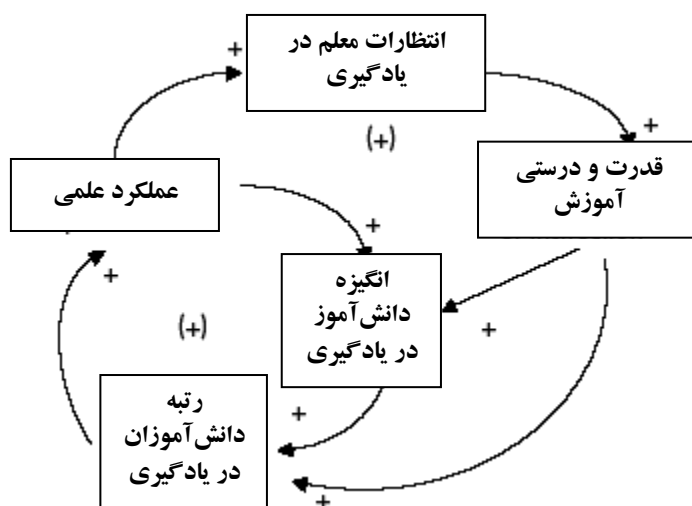 انتظارات معلم در
یادگیری
+
+
(+)
قدرت و درستی
آموزش
عملکرد علمی
+
انگیزه
دانش‌آموز
در یادگیری
+
(+)
+
رتبه
دانش‌آموزان
در یادگیری
+
+